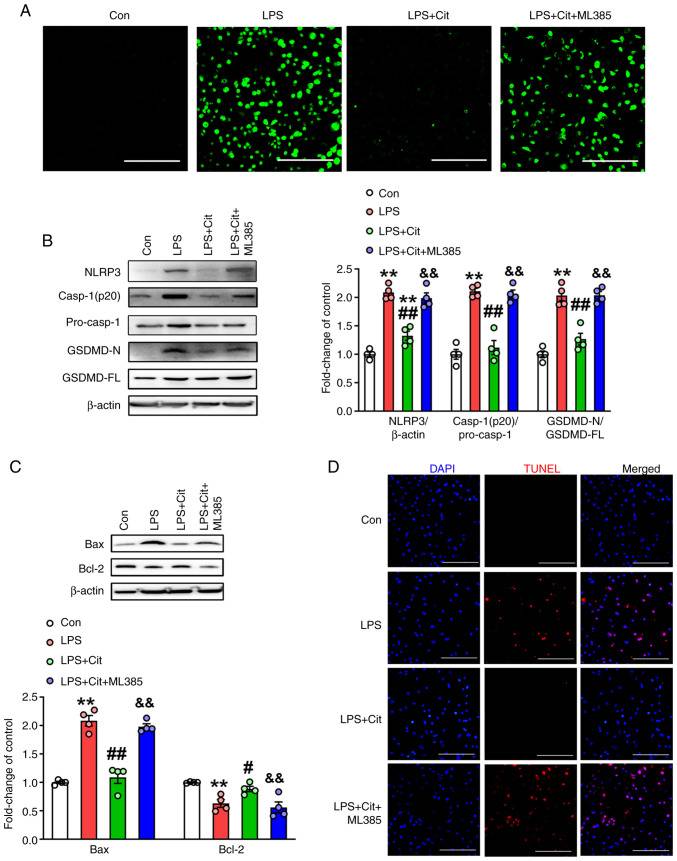 A
Con
LPS
LPS+Cit
LPS+Cit+ML385
B
Con
LPS
LPS+Cit
LPS+Cit+
ML385
NLRP3
Casp-1(p20)
Pro-casp-1
GSDMD-N
GSDMD-FL
β-actin
Con
LPS
LPS+Cit
LPS+Cit+ML385
Fold-change of control
2.5
2.0
1.5
1.0
0.5
0.0
** && ** && ** &&
** ## ## ##
NLRP3/
β-actin
Casp-1(p20)/
pro-casp-1
GSDMD-N/
GSDMD-FL
C
Con
LPS
LPS+Cit
LPS+Cit+
ML385
Bax
Bcl-2
β-actin
Con
LPS
LPS+Cit
LPS+Cit+ML385
Fold-change of control
2.5
2.0
1.5
1.0
0.5
0.0
** ## &&
** # &&
Bax
Bcl-2
D
DAPI
TUNEL
Merged
Con
LPS
LPS+Cit
LPS+Cit+
ML385